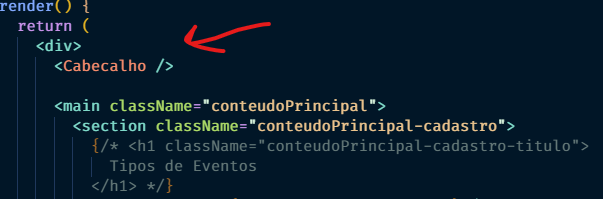 render() {
return (
<div>
<Cabecalho />
<main className="conteudoPrincipal">
<section className="conteudoPrincipal-cadastro">
{/* <h1 className="conteudoPrincipal-cadastro-titulo">
Tipos de Eventos
</h1> */}